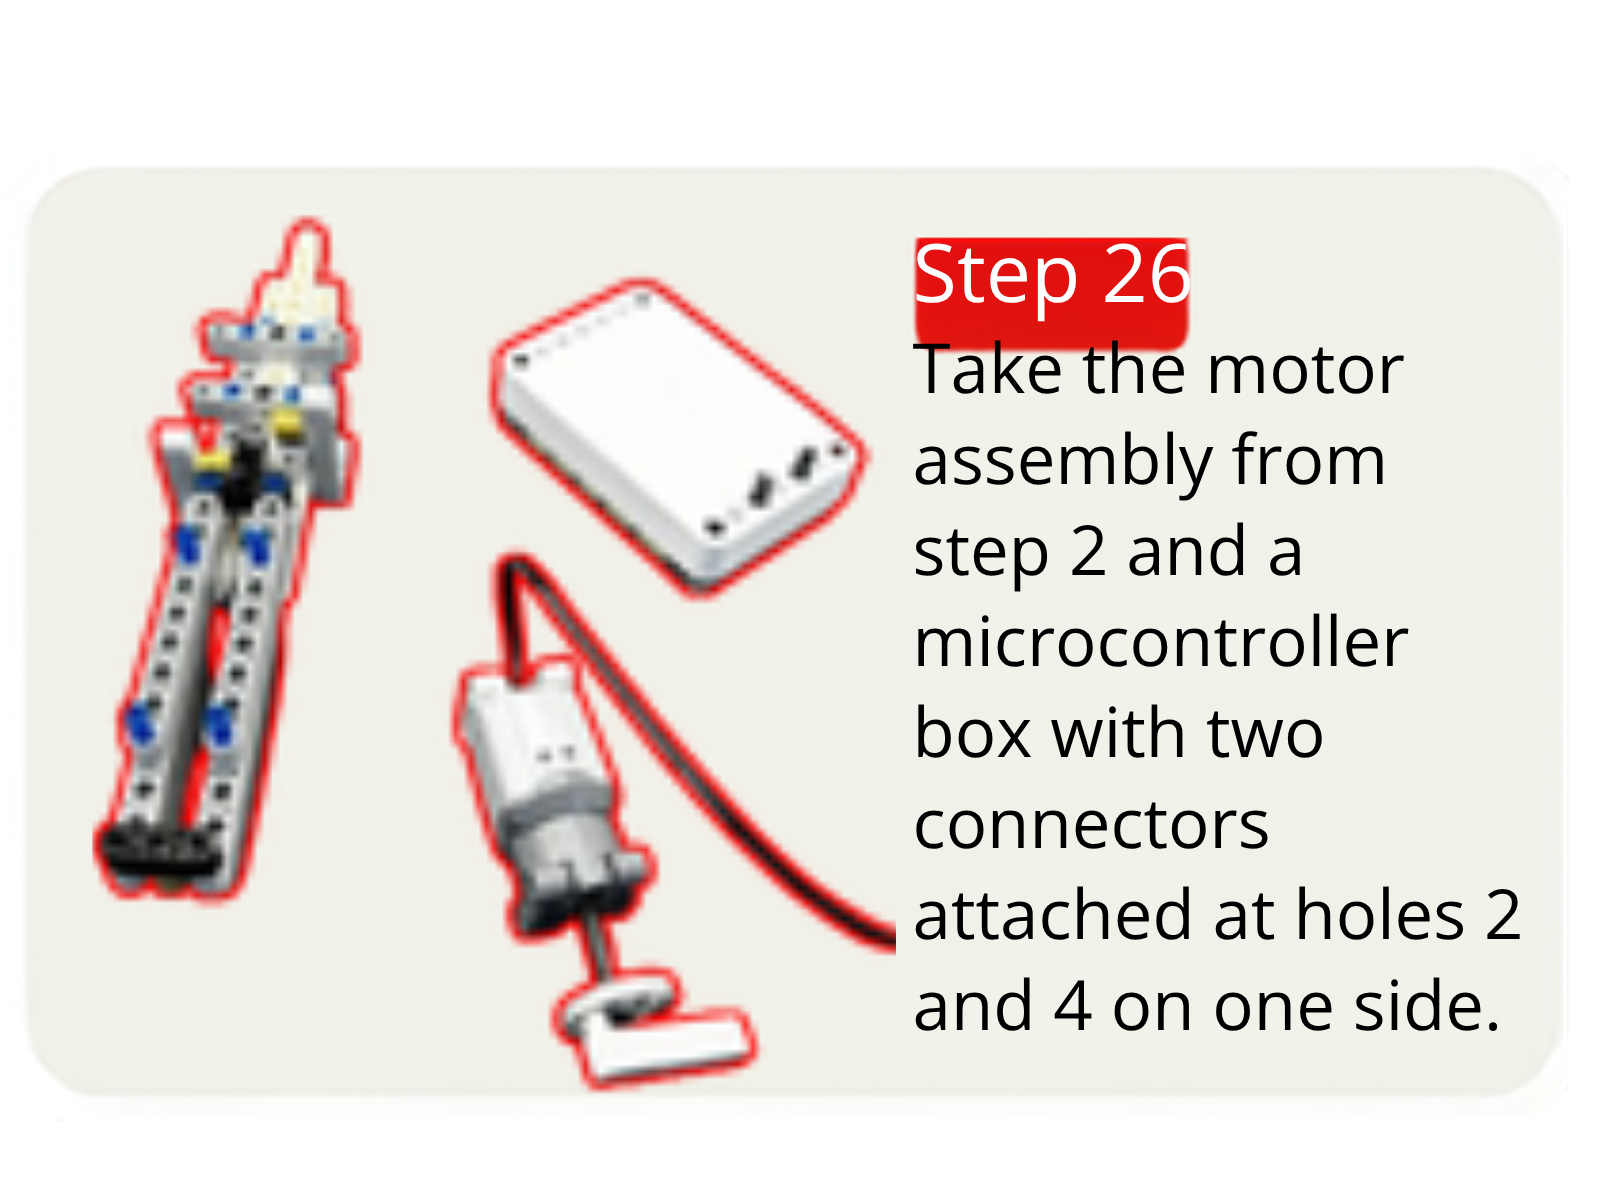 Step 26
Take the motor
assembly from
step 2 and a
microcontroller
box with two
connectors
attached at holes 2
and 4 on one side.